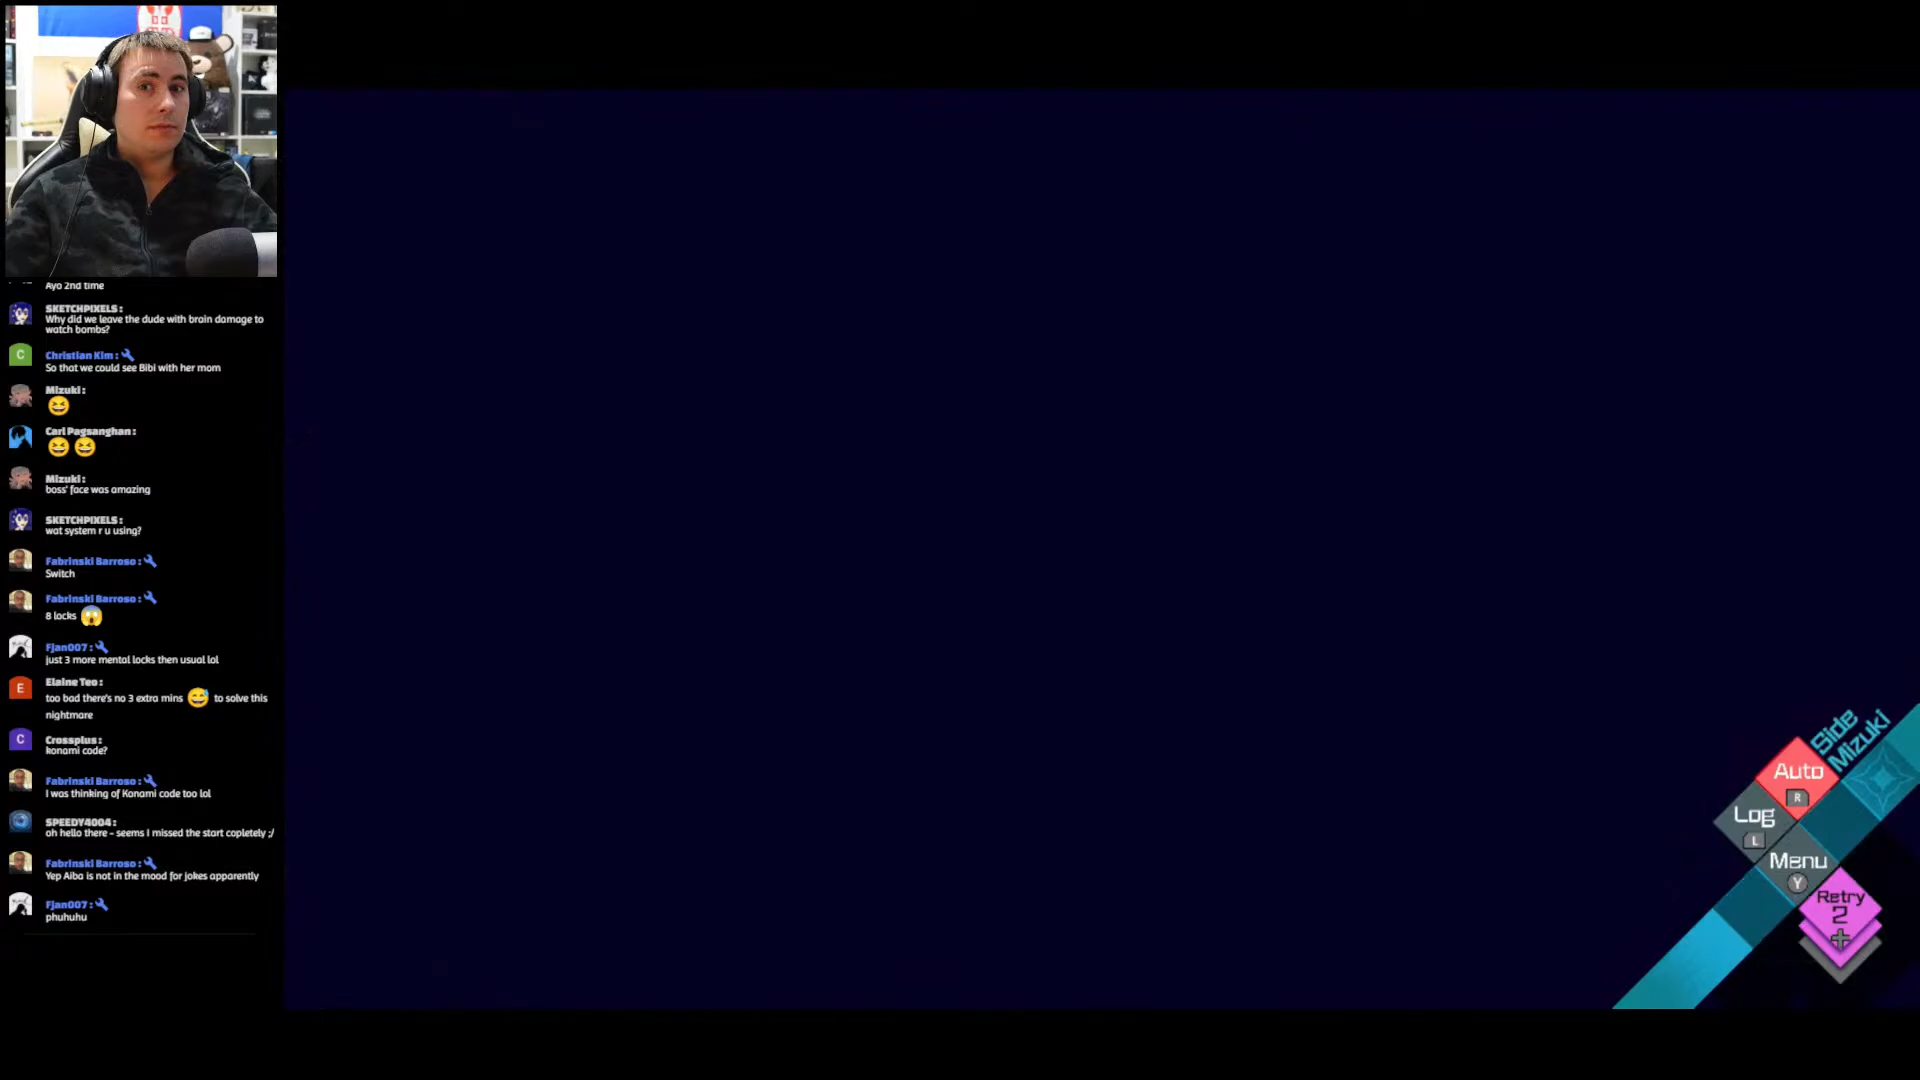 Ayo 2nd time
SKETCHPIXELS :
Why did we leave the dude with brain damage to
watch bombs?
C
Christian Kim :
So that we could see Bibi with her mom
Mizuki :
Carl Pagsanghan :
Mizuki :
boss' face was amazing
SKETCHPIXELS :
wat system r u using?
Fabrinski Barroso :
Switch
Fabrinski Barroso :
8 locks
Fjan007 :
just 3 more mental locks then usual lol
E
Elaine Teo :
too bad there's no 3 extra mins to solve this
nightmare
C
Crossplus :
konami code?
Fabrinski Barroso :
I was thinking of Konami code too lol
SPEEDY4004 :
oh hello there - seems I missed the start copletely ;/
Fabrinski Barroso :
Yep Aiba is not in the mood for jokes apparently
Fjan007 :
phuhuhu
Side
Mizuki
Auto
R
Log
L
Menu
Y
Retry
2
+